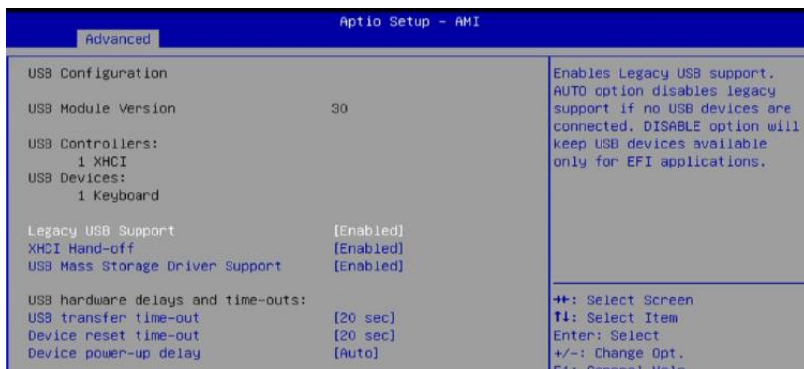 Aptio Setup - AMI
Advanced
USB Configuration
USB Module Version 30
USB Controllers:
1 XHCI
USB Devices:
1 Keyboard
Legacy USB Support [Enabled]
XHCI Hand-off [Enabled]
USB Mass Storage Driver Support [Enabled]
USB hardware delays and time-outs:
USB transfer time-out [20 sec]
Device reset time-out [20 sec]
Device power-up delay [Auto]
Enables Legacy USB support.
AUTO option disables legacy
support if no USB devices are
connected. DISABLE option will
keep USB devices available
only for EFI applications.
→←: Select Screen
↑↓: Select Item
Enter: Select
+/-: Change Opt.